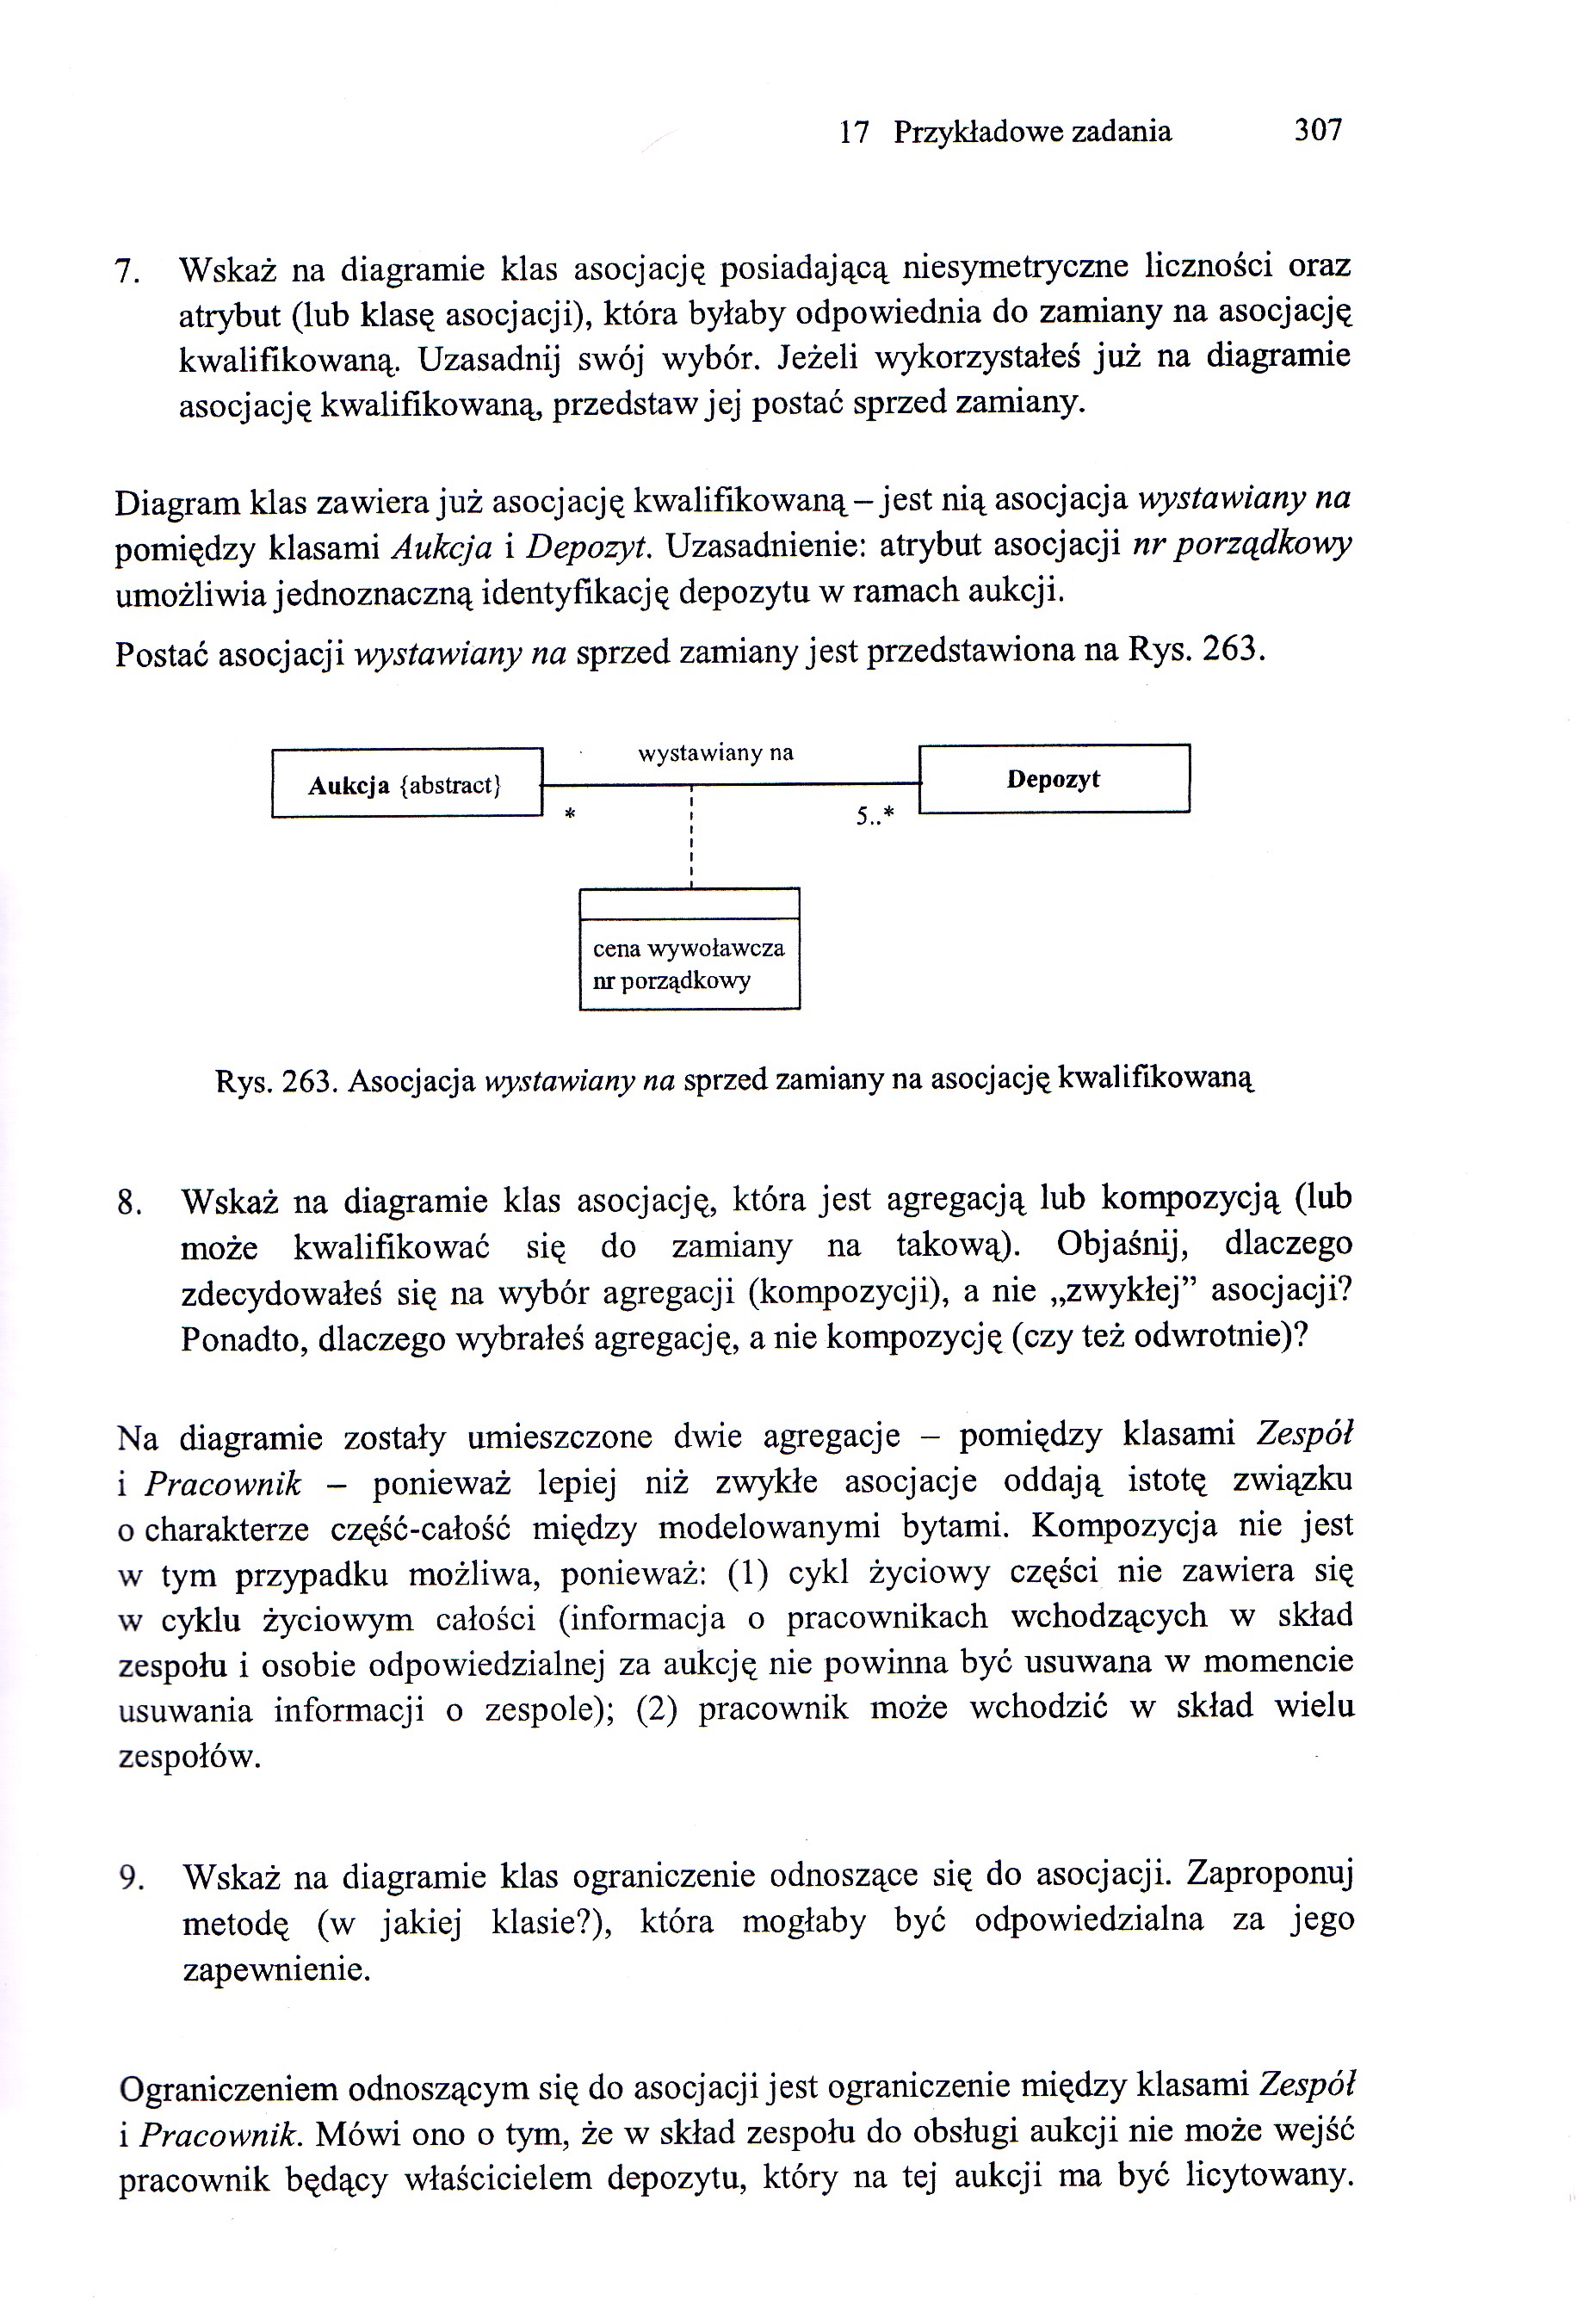 17 Przykładowe zadania 307
7. Wskaż na diagramie klas asocjację posiadającą niesymetryczne liczności oraz
atrybut (lub klasę asocjacji), która byłaby odpowiednia do zamiany na asocjację
kwalifikowaną. Uzasadnij swój wybór. Jeżeli wykorzystałeś już na diagramie
asocjację kwalifikowaną, przedstaw jej postać sprzed zamiany.
Diagram klas zawiera już asocjację kwalifikowaną – jest nią asocjacja wystawiany na
pomiędzy klasami Aukcja i Depozyt. Uzasadnienie: atrybut asocjacji nr porządkowy
umożliwia jednoznaczną identyfikację depozytu w ramach aukcji.
Postać asocjacji wystawiany na sprzed zamiany jest przedstawiona na Rys. 263.
wystawiany na
Aukcja {abstract}
Depozyt
* 5..*
cena wywoławcza
nr porządkowy
Rys. 263. Asocjacja wystawiany na sprzed zamiany na asocjację kwalifikowaną
8. Wskaż na diagramie klas asocjację, która jest agregacją lub kompozycją (lub
może kwalifikować się do zamiany na takową). Objaśnij, dlaczego
zdecydowałeś się na wybór agregacji (kompozycji), a nie „zwykłej” asocjacji?
Ponadto, dlaczego wybrałeś agregację, a nie kompozycję (czy też odwrotnie)?
Na diagramie zostały umieszczone dwie agregacje – pomiędzy klasami Zespół
i Pracownik – ponieważ lepiej niż zwykłe asocjacje oddają istotę związku
o charakterze część-całość między modelowanymi bytami. Kompozycja nie jest
w tym przypadku możliwa, ponieważ: (1) cykl życiowy części nie zawiera się
w cyklu życiowym całości (informacja o pracownikach wchodzących w skład
zespołu i osobie odpowiedzialnej za aukcję nie powinna być usuwana w momencie
usuwania informacji o zespole); (2) pracownik może wchodzić w skład wielu
zespołów.
9. Wskaż na diagramie klas ograniczenie odnoszące się do asocjacji. Zaproponuj
metodę (w jakiej klasie?), która mogłaby być odpowiedzialna za jego
zapewnienie.
Ograniczeniem odnoszącym się do asocjacji jest ograniczenie między klasami Zespół
i Pracownik. Mówi ono o tym, że w skład zespołu do obsługi aukcji nie może wejść
pracownik będący właścicielem depozytu, który na tej aukcji ma być licytowany.